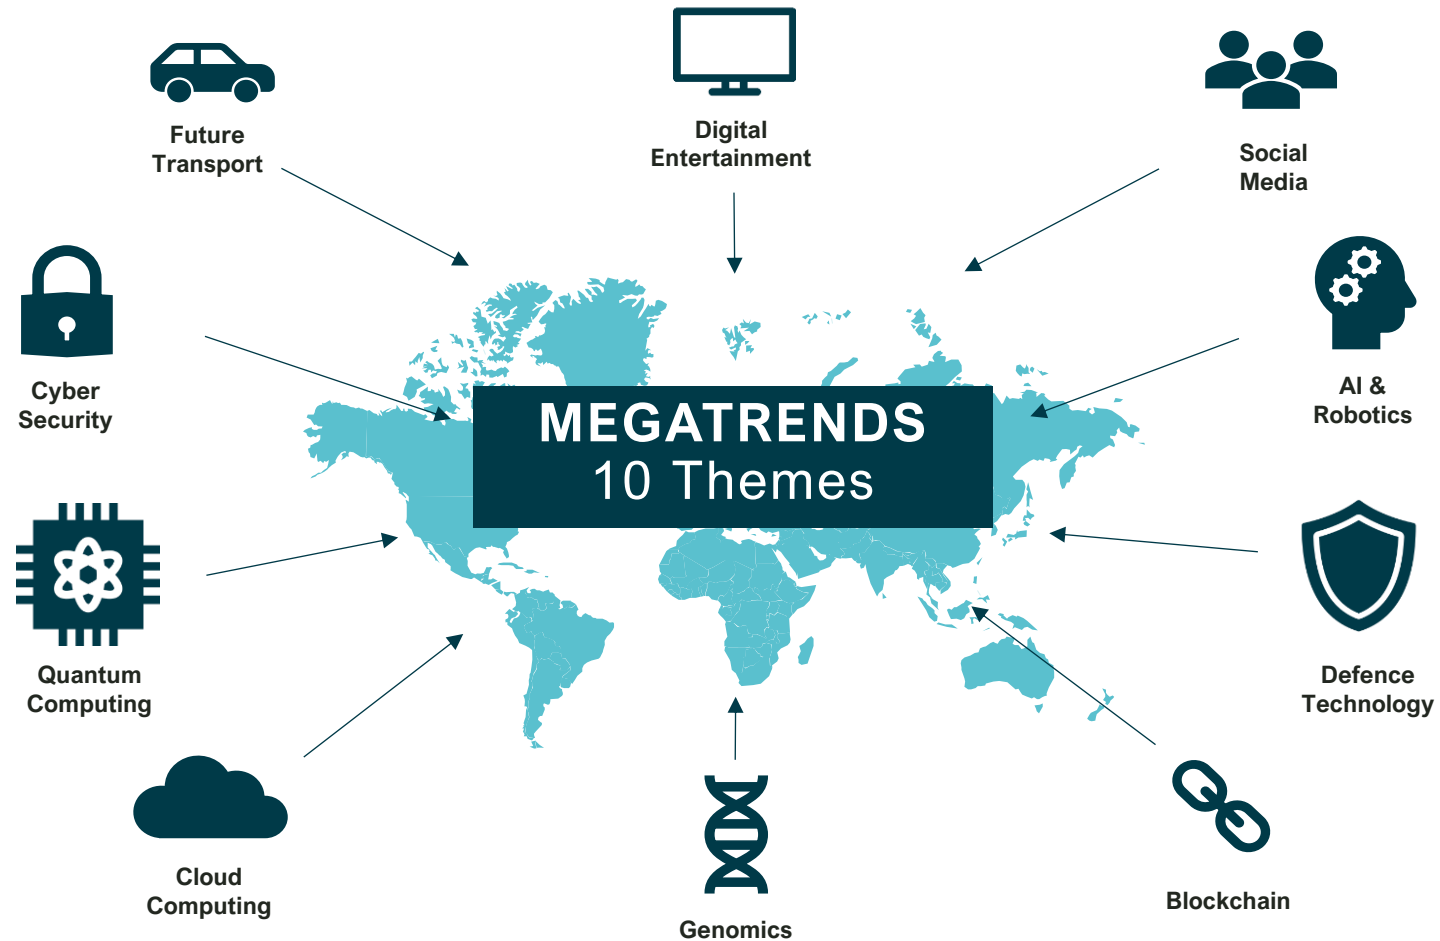 Future
Transport
Digital
Entertainment
Social
Media
Cyber
Security
MEGATRENDS
10 Themes
AI &
Robotics
Quantum
Computing
Defence
Technology
Cloud
Computing
Genomics
Blockchain